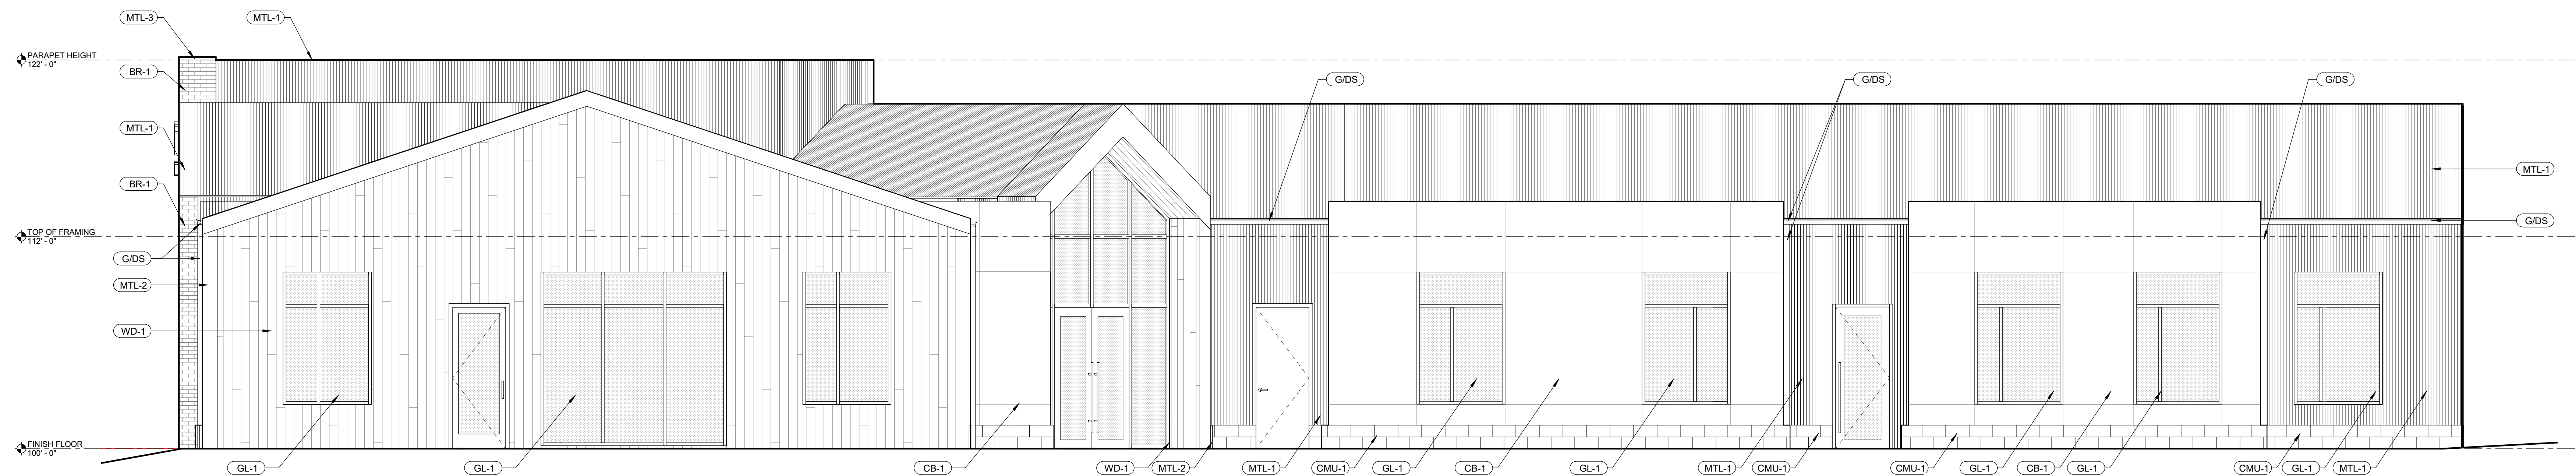 MTL-3
MTL-1
PARAPET HEIGHT
122' - 0"
BR-1
G/DS
G/DS
G/DS
MTL-1
MTL-1
BR-1
G/DS
TOP OF FRAMING
112' - 0"
G/DS
MTL-2
WD-1
FINISH FLOOR
100' - 0"
GL-1
GL-1
CB-1
WD-1
MTL-2
MTL-1
CMU-1
GL-1
CB-1
GL-1
MTL-1
CMU-1
CMU-1
GL-1
CB-1
GL-1
CMU-1
GL-1
MTL-1